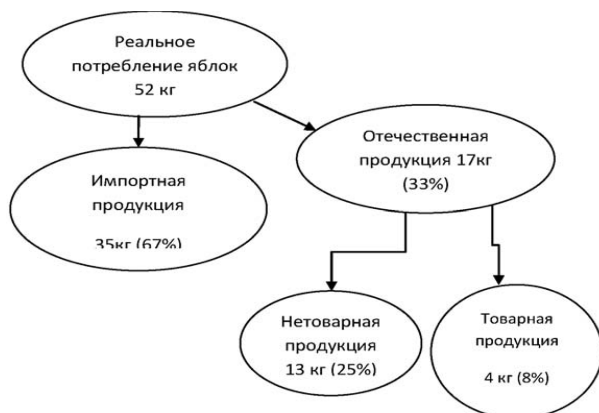 Реальное
потребление яблок
52 кг
Отечественная
продукция 17кг
(33%)
Импортная
продукция
35кг (67%)
Нетоварная
продукция
13 кг (25%)
Товарная
продукция
4 кг (8%)